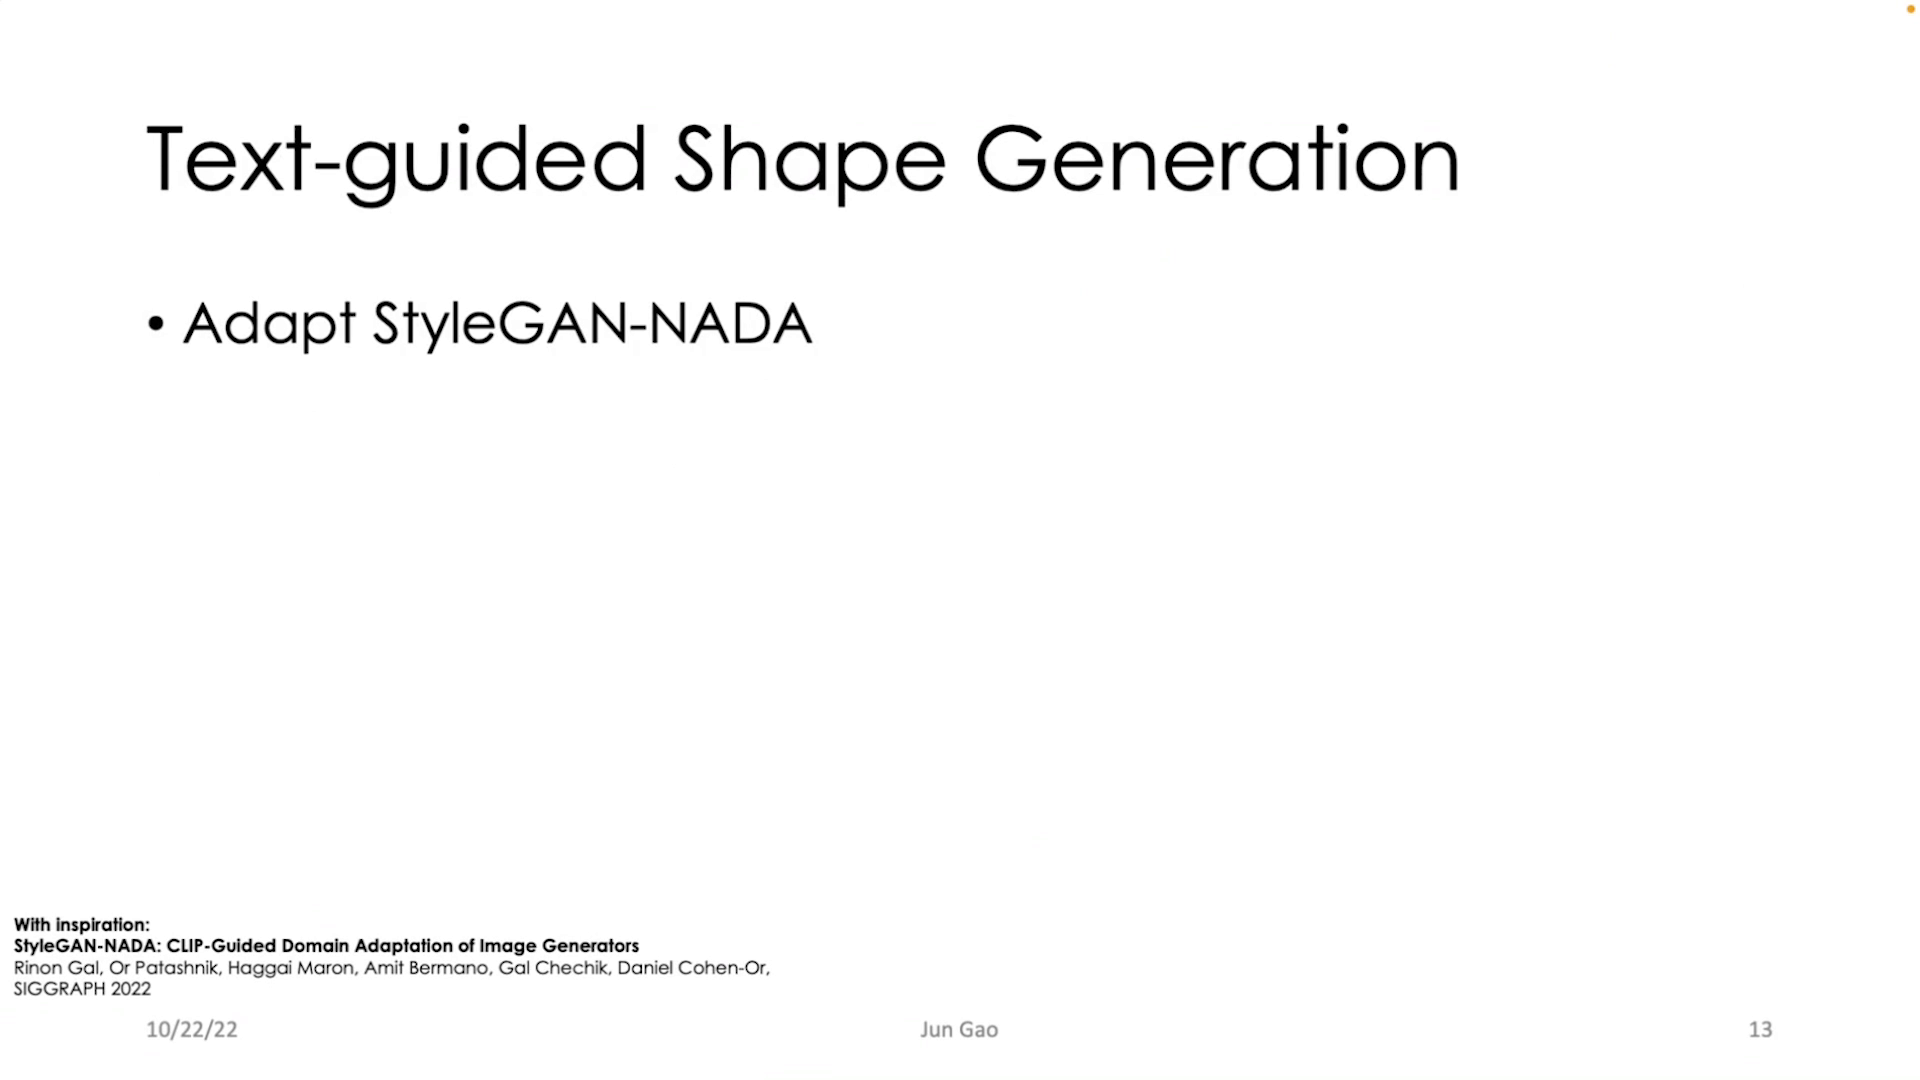 Text-guided Shape Generation
• Adapt StyleGAN-NADA
With inspiration:
StyleGAN-NADA: CLIP-Guided Domain Adaptation of Image Generators
Rinon Gal, Or Patashnik, Haggai Maron, Amit Bermano, Gal Chechik, Daniel Cohen-Or,
SIGGRAPH 2022
10/22/22
Jun Gao
13